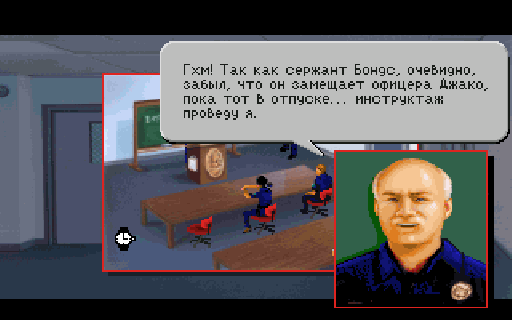 Гхм! Так как сержант Бондс, очевидно,
забыл, что он замещает офицера Джако,
пока тот в отпуске... инструктаж
проведу я.